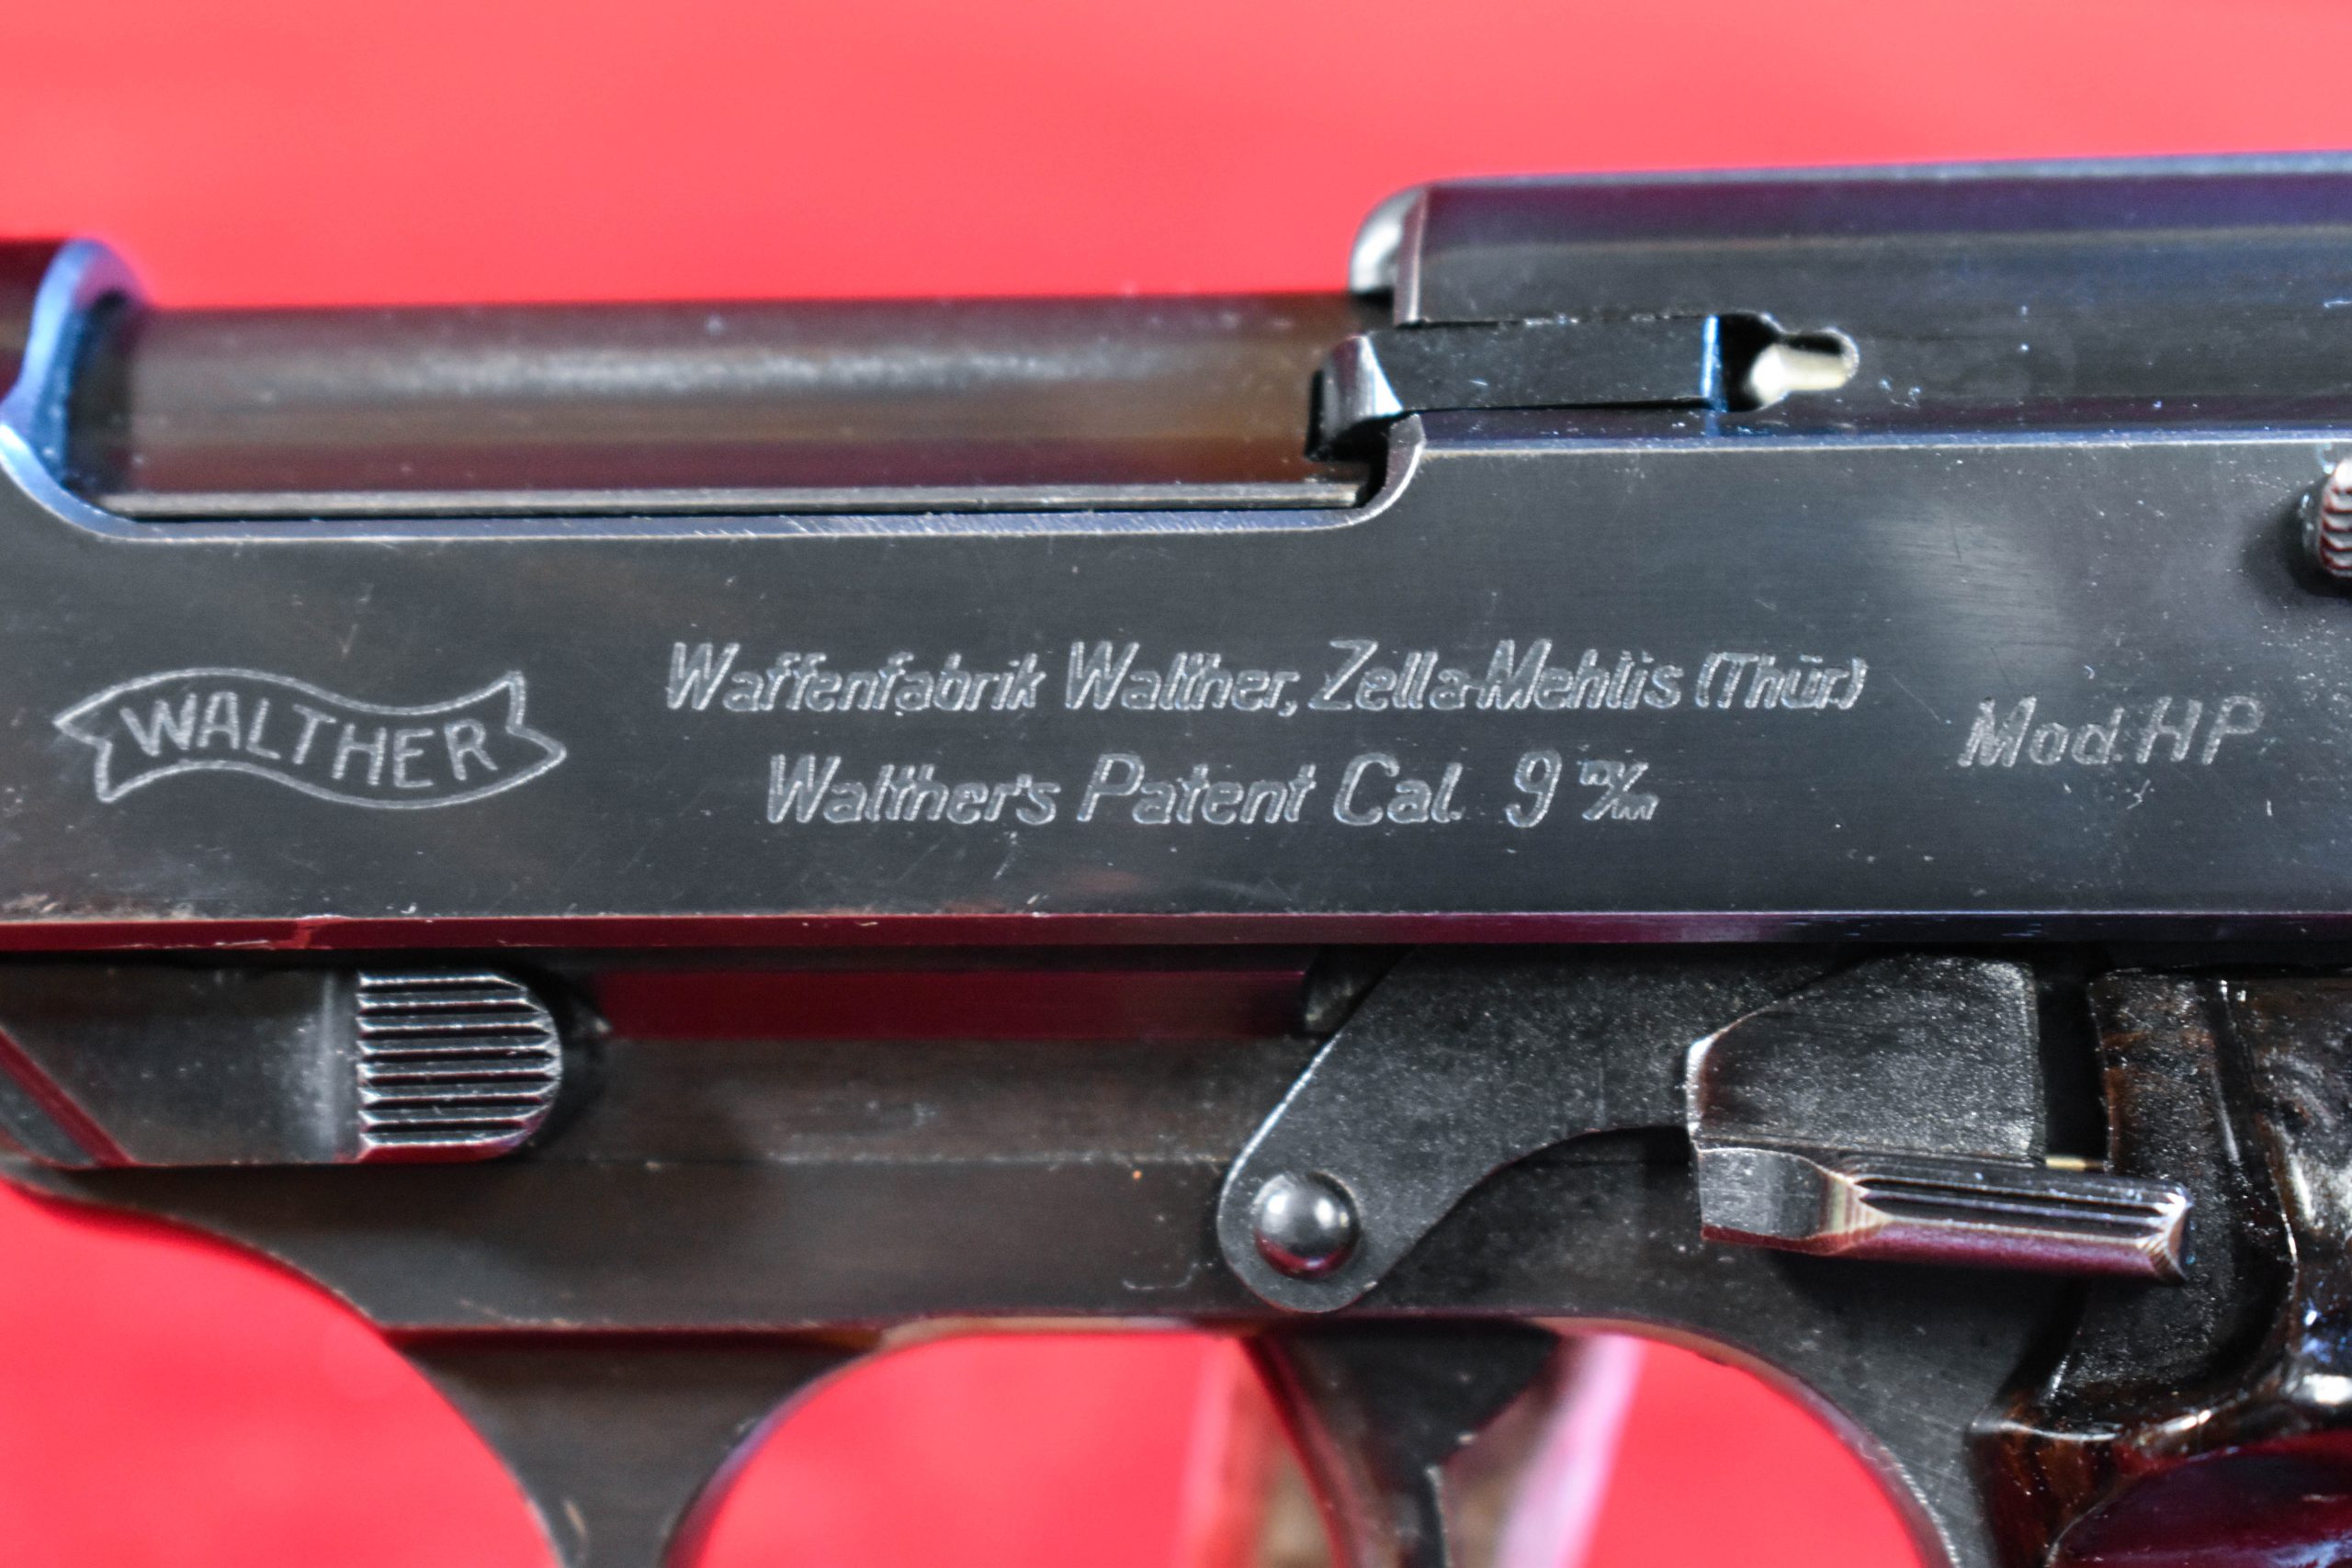 WALTHER
Waffenfabrik Walther, Zella-Mehlis (Thür.)
Walther's Patent Cal. 9 m/m
Mod. HP